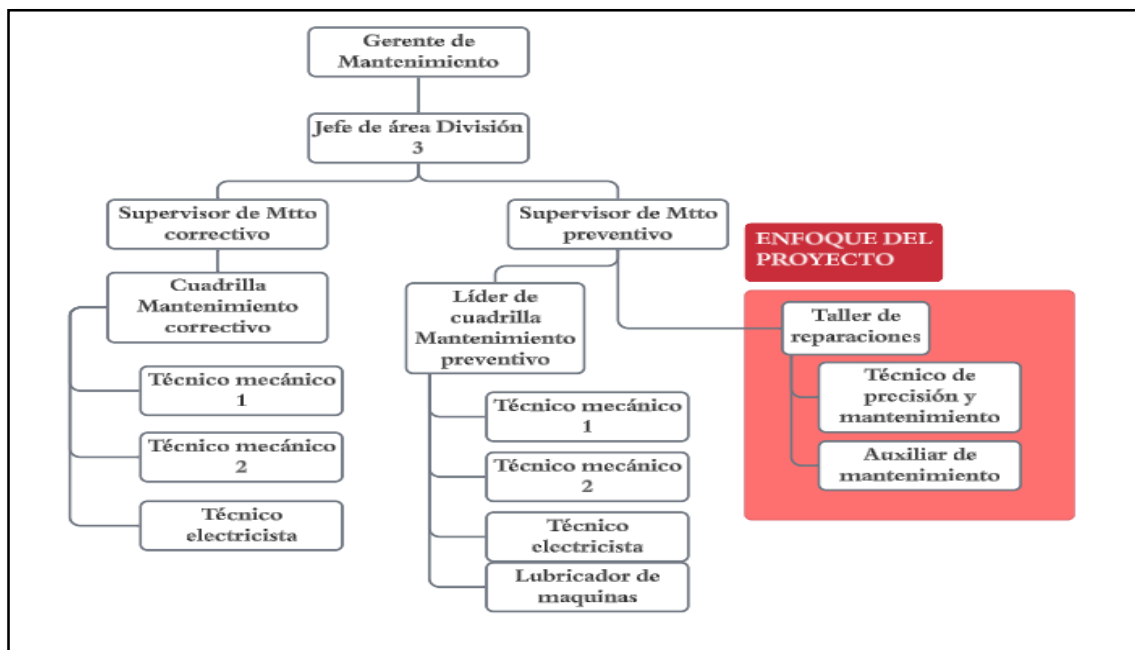 Gerente de
Mantenimiento
Jefe de área División
3
Supervisor de Mtto
correctivo
Supervisor de Mtto
preventivo
ENFOQUE DEL
PROYECTO
Cuadrilla
Mantenimiento
correctivo
Líder de
cuadrilla
Mantenimiento
preventivo
Taller de
reparaciones
Técnico mecánico
1
Técnico mecánico
2
Técnico
electricista
Técnico mecánico
1
Técnico mecánico
2
Técnico
electricista
Lubricador de
maquinas
Técnico de
precisión y
mantenimiento
Auxiliar de
mantenimiento